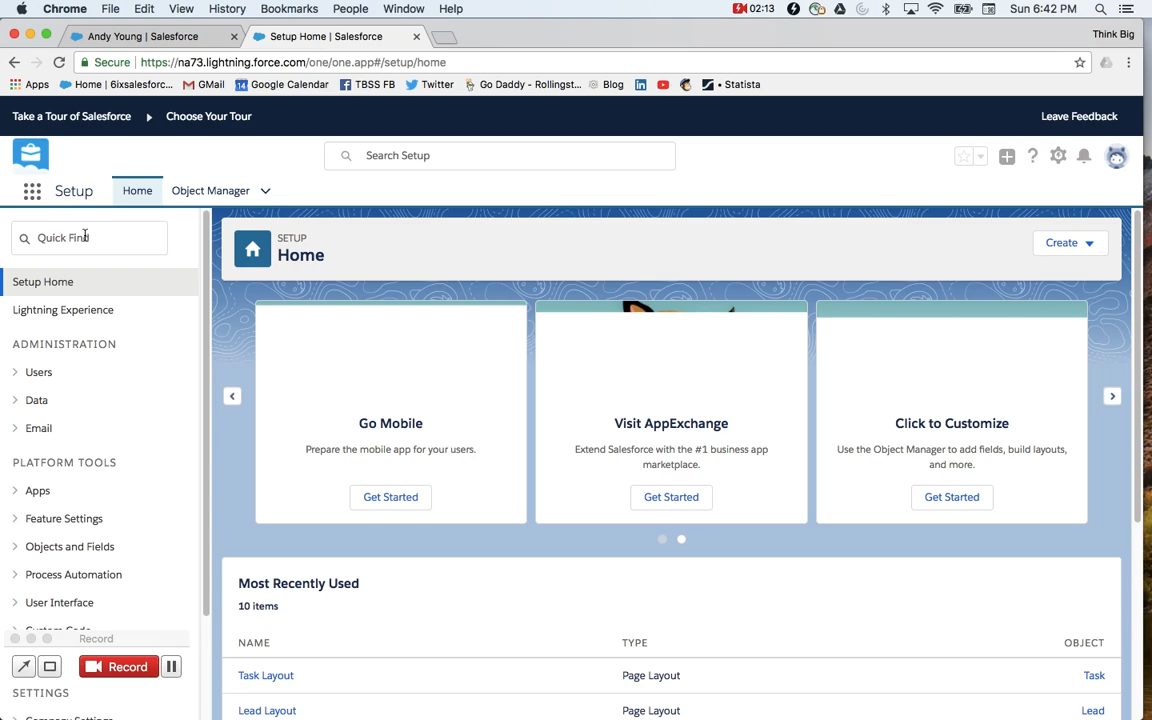 Chrome File Edit View History Bookmarks People Window Help 02:13 Sun 6:42 PM
Andy Young | Salesforce Setup Home | Salesforce Think Big
Secure https://na73.lightning.force.com/one/one.app#/setup/home
Apps Home | 6ixsalesforc... GMail Google Calendar TBSS FB Twitter Go Daddy - Rollingst... Blog Statista
Take a Tour of Salesforce Choose Your Tour Leave Feedback
Search Setup
Setup Home Object Manager
Quick Find
Setup Home
Lightning Experience
ADMINISTRATION
Users
Data
Email
PLATFORM TOOLS
Apps
Feature Settings
Objects and Fields
Process Automation
User Interface
Custom Code
Record
Record
SETTINGS
Company Settings
SETUP
Home
Create
Go Mobile
Prepare the mobile app for your users.
Get Started
Visit AppExchange
Extend Salesforce with the #1 business app
marketplace.
Get Started
Click to Customize
Use the Object Manager to add fields, build layouts,
and more.
Get Started
Most Recently Used
10 items
NAME TYPE OBJECT
Task Layout Page Layout Task
Lead Layout Page Layout Lead